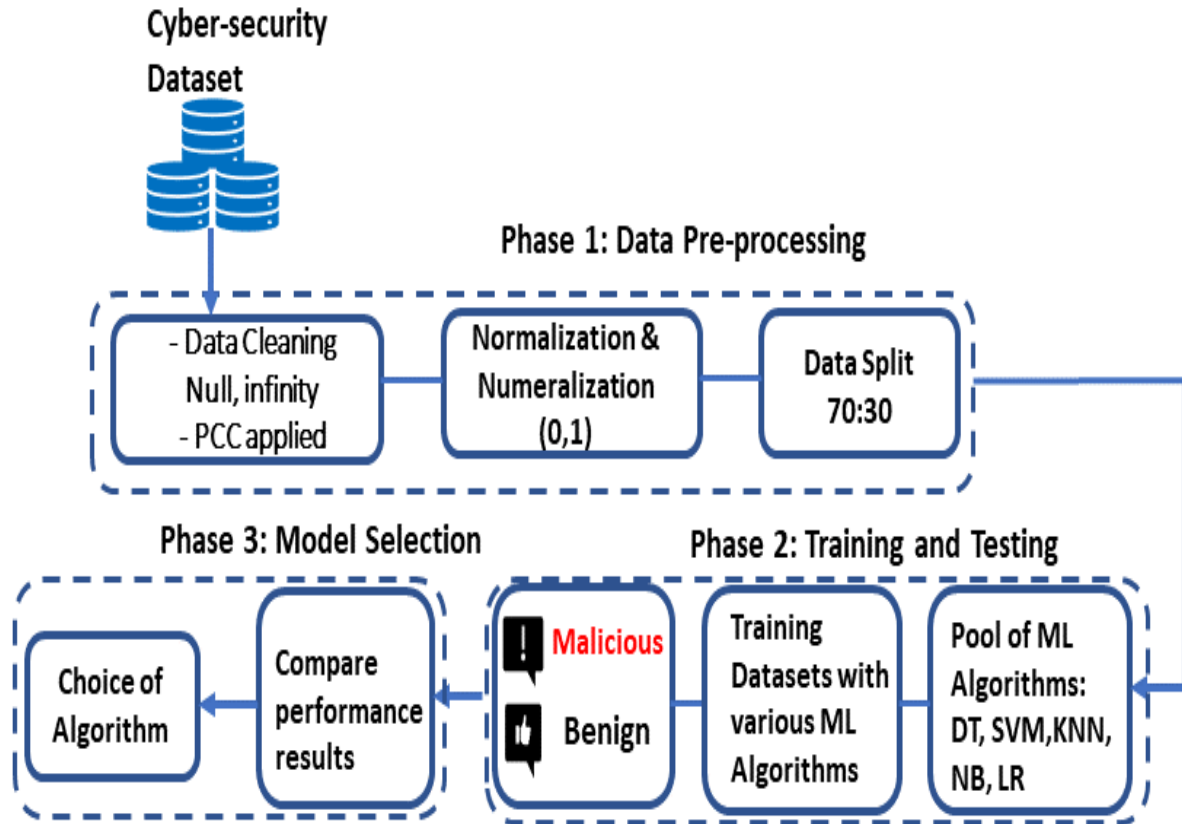 Cyber-security
Dataset
Phase 1: Data Pre-processing
- Data Cleaning
Null, infinity
- PCC applied
Normalization &
Numeralization
(0,1)
Data Split
70:30
Phase 2: Training and Testing
Pool of ML
Algorithms:
DT, SVM,KNN,
NB, LR
Training
Datasets with
various ML
Algorithms
Malicious
Benign
Phase 3: Model Selection
Compare
performance
results
Choice of
Algorithm